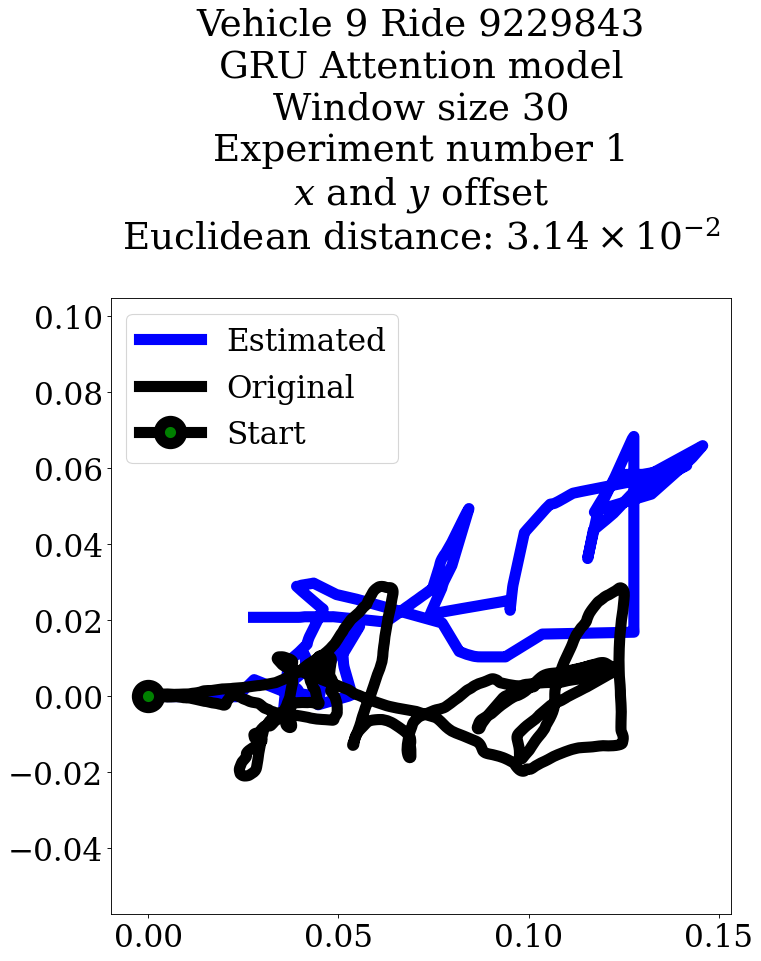 Vehicle 9 Ride 9229843
GRU Attention model
Window size 30
Experiment number 1
x and y offset
Euclidean distance: 3.14 × 10⁻²
Estimated
Original
Start
0.10
0.08
0.06
0.04
0.02
0.00
−0.02
−0.04
0.00 0.05 0.10 0.15